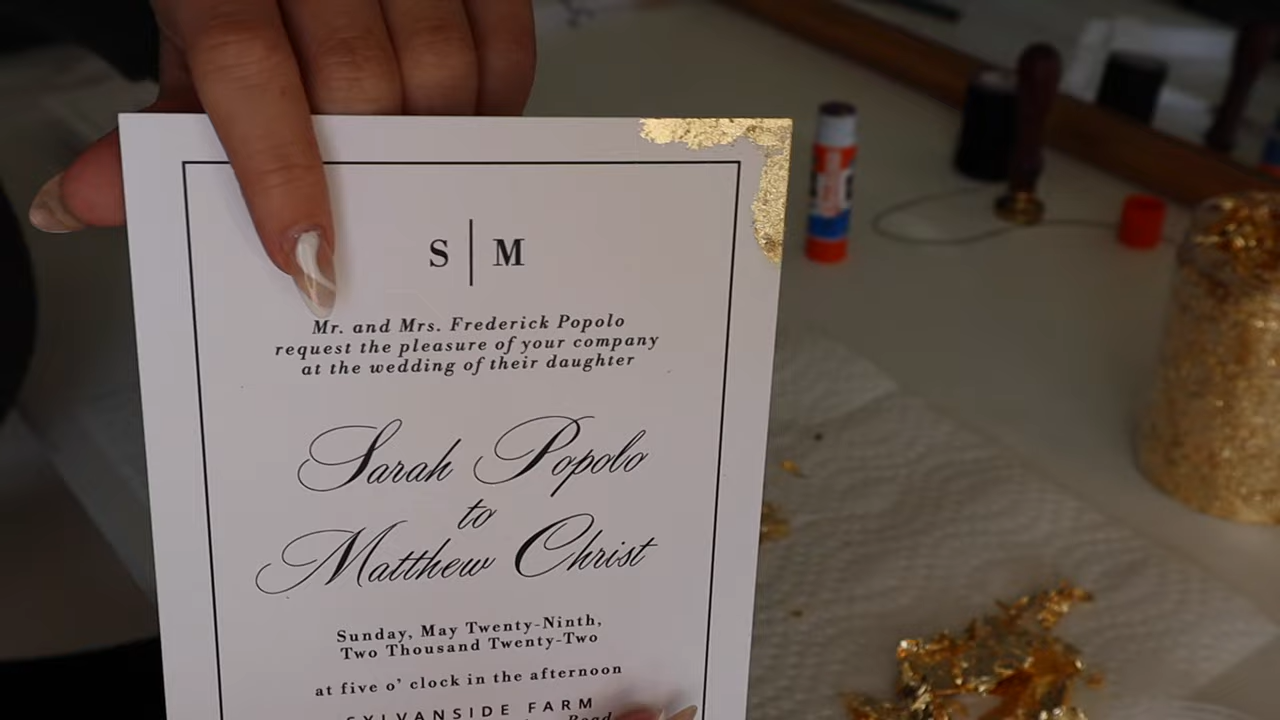 S | M
Mr. and Mrs. Frederick Popolo
request the pleasure of your company
at the wedding of their daughter
Sarah Popolo
to
Matthew Christ
Sunday, May Twenty-Ninth,
Two Thousand Twenty-Two
at five o' clock in the afternoon
SYLVANSIDE FARM
Road